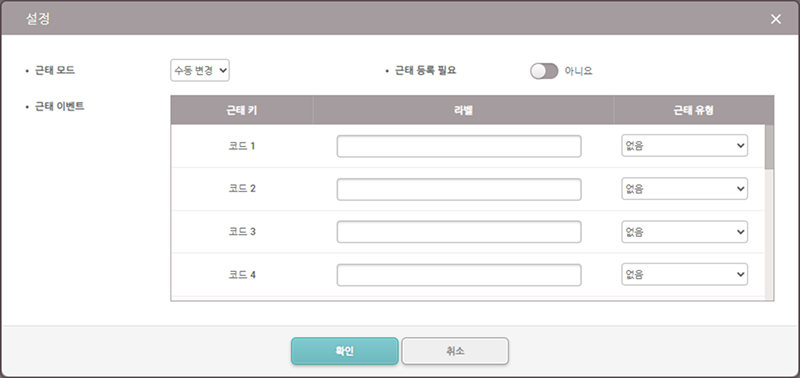 설정
• 근태 모드 수동 변경 • 근태 등록 필요 아니요
• 근태 이벤트 근태 키 라벨 근태 유형
코드 1 없음
코드 2 없음
코드 3 없음
코드 4 없음
확인 취소